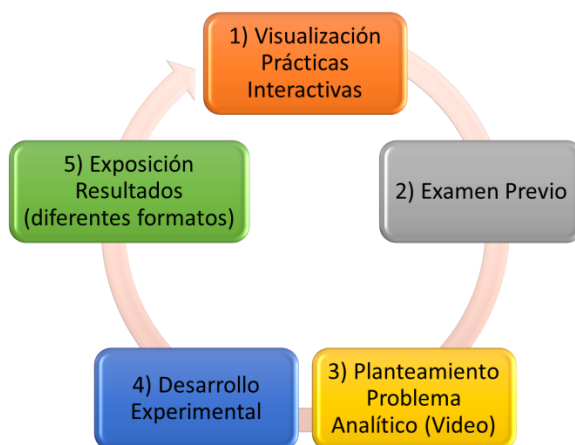 1) Visualización
Prácticas
Interactivas
2) Examen Previo
3) Planteamiento
Problema
Analítico (Video)
4) Desarrollo
Experimental
5) Exposición
Resultados
(diferentes formatos)